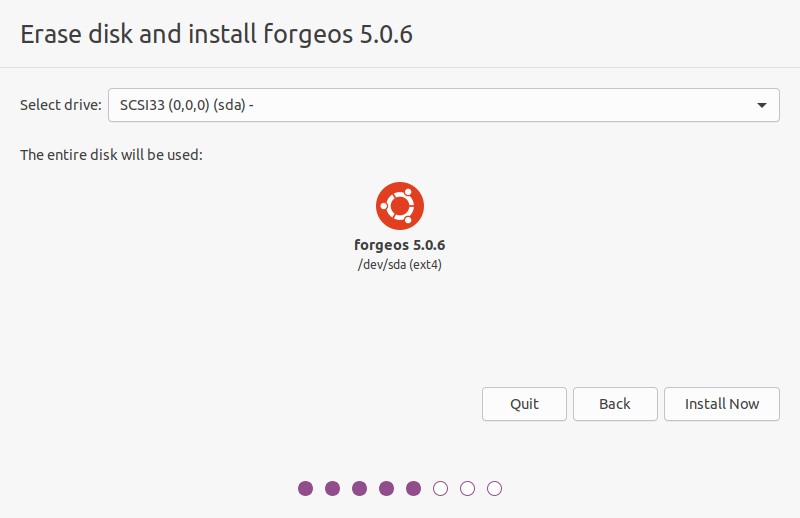 Erase disk and install forgeos 5.0.6
Select drive: SCSI33 (0,0,0) (sda) -
The entire disk will be used:
forgeos 5.0.6
/dev/sda (ext4)
Quit Back Install Now